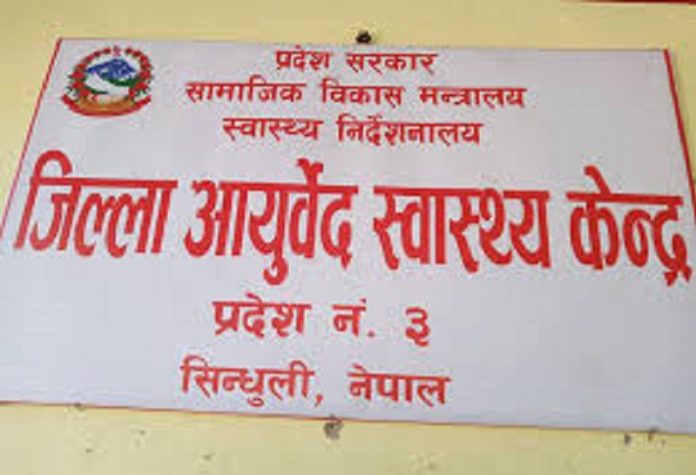 प्रदेश सरकार
सामाजिक विकास मन्त्रालय
स्वास्थ्य निर्देशनालय
जिल्ला आयुर्वेद स्वास्थ्य केन्द्र
प्रदेश नं. ३
सिन्धुली, नेपाल